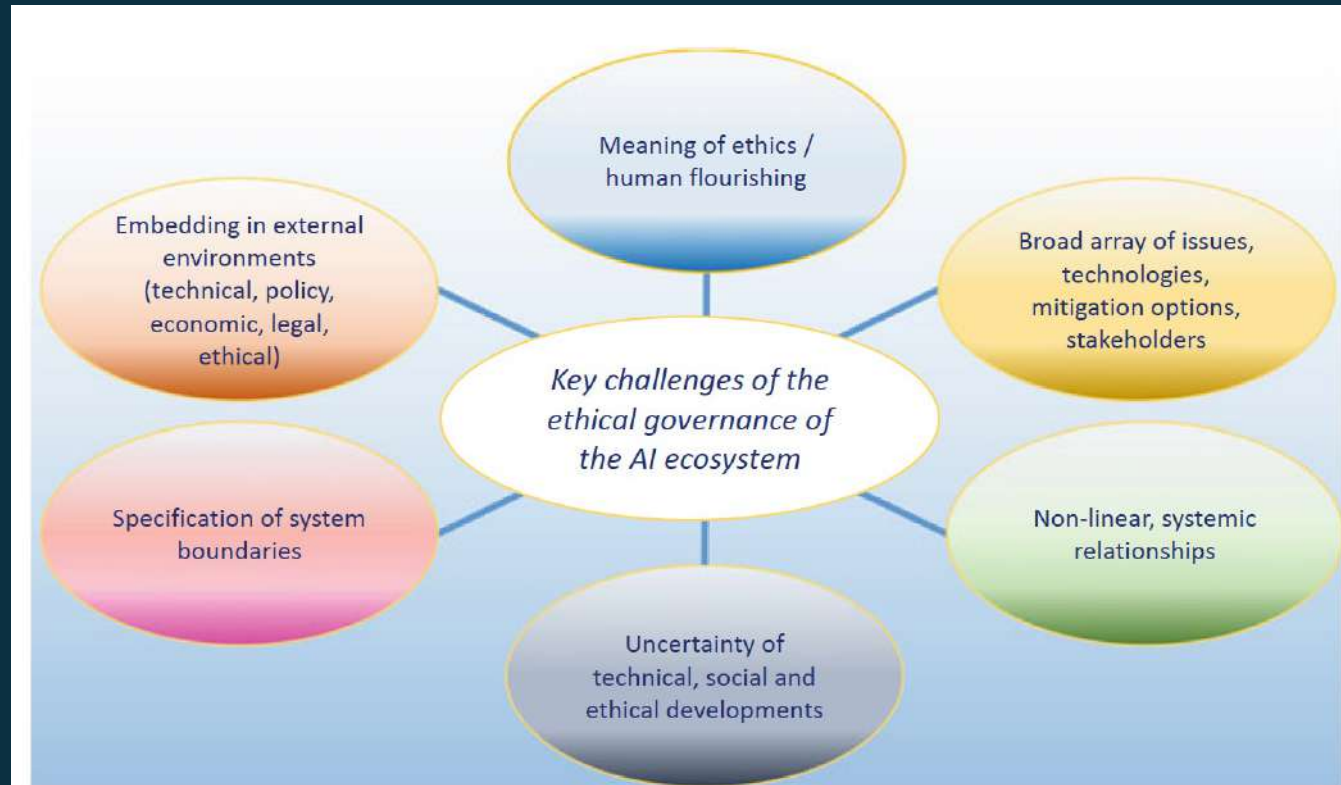 Meaning of ethics /
human flourishing
Embedding in external
environments
(technical, policy,
economic, legal,
ethical)
Broad array of issues,
technologies,
mitigation options,
stakeholders
Key challenges of the
ethical governance of
the AI ecosystem
Specification of system
boundaries
Non-linear, systemic
relationships
Uncertainty of
technical, social and
ethical developments